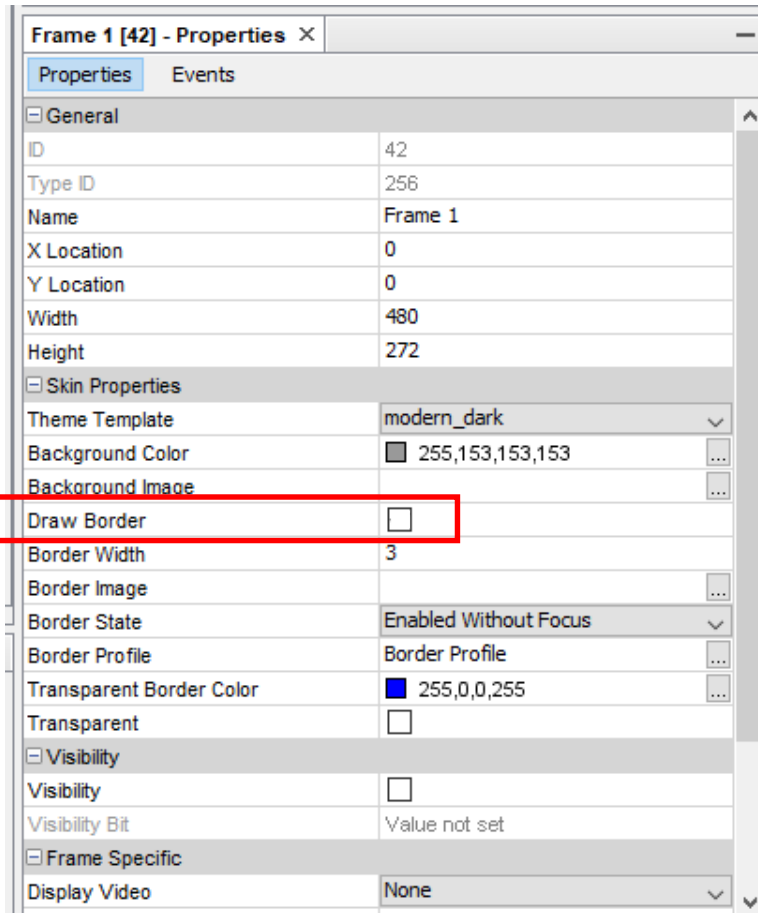 Frame 1 [42] - Properties
Properties Events
General
ID 42
Type ID 256
Name Frame 1
X Location 0
Y Location 0
Width 480
Height 272
Skin Properties
Theme Template modern_dark
Background Color 255,153,153,153 ...
Background Image ...
Draw Border
Border Width 3
Border Image ...
Border State Enabled Without Focus
Border Profile Border Profile ...
Transparent Border Color 255,0,0,255 ...
Transparent
Visibility
Visibility
Visibility Bit Value not set
Frame Specific
Display Video None